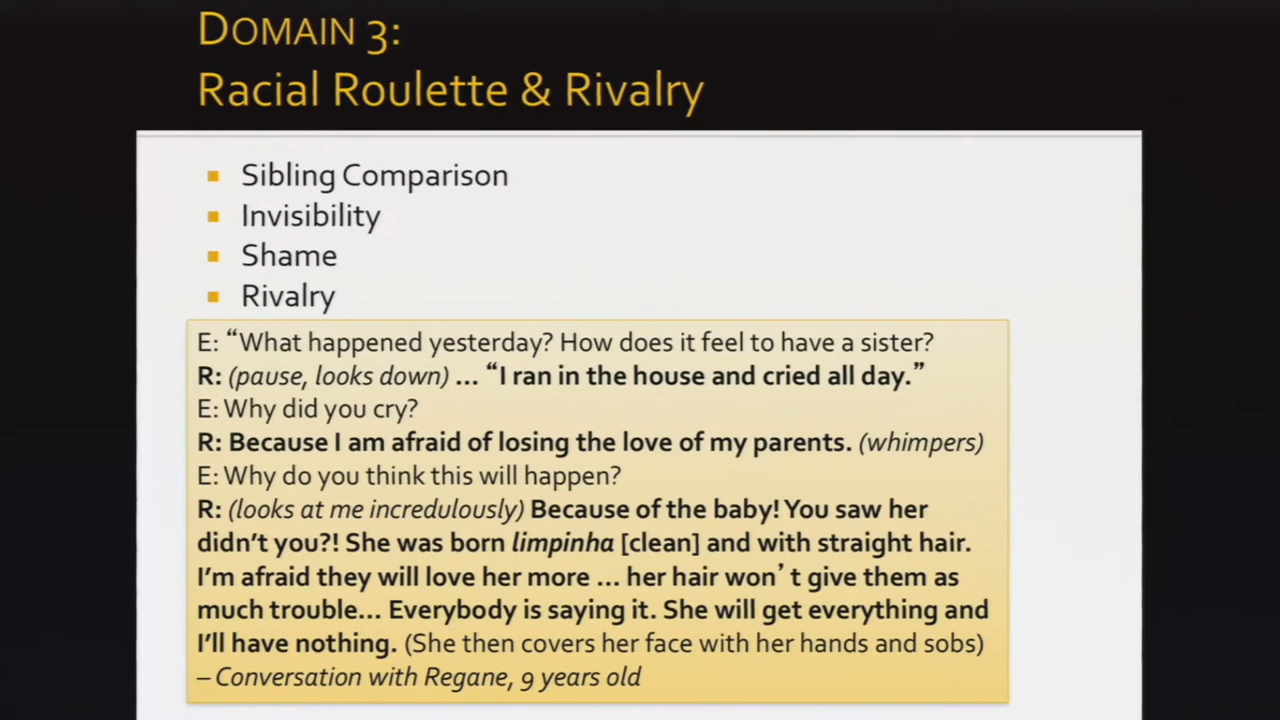 DOMAIN 3:
Racial Roulette & Rivalry
Sibling Comparison
Invisibility
Shame
Rivalry
E: “What happened yesterday? How does it feel to have a sister?
R: (pause, looks down) ... “I ran in the house and cried all day.”
E: Why did you cry?
R: Because I am afraid of losing the love of my parents. (whimpers)
E: Why do you think this will happen?
R: (looks at me incredulously) Because of the baby! You saw her
didn’t you?! She was born limpinha [clean] and with straight hair.
I’m afraid they will love her more ... her hair won’t give them as
much trouble... Everybody is saying it. She will get everything and
I’ll have nothing. (She then covers her face with her hands and sobs)
– Conversation with Regane, 9 years old